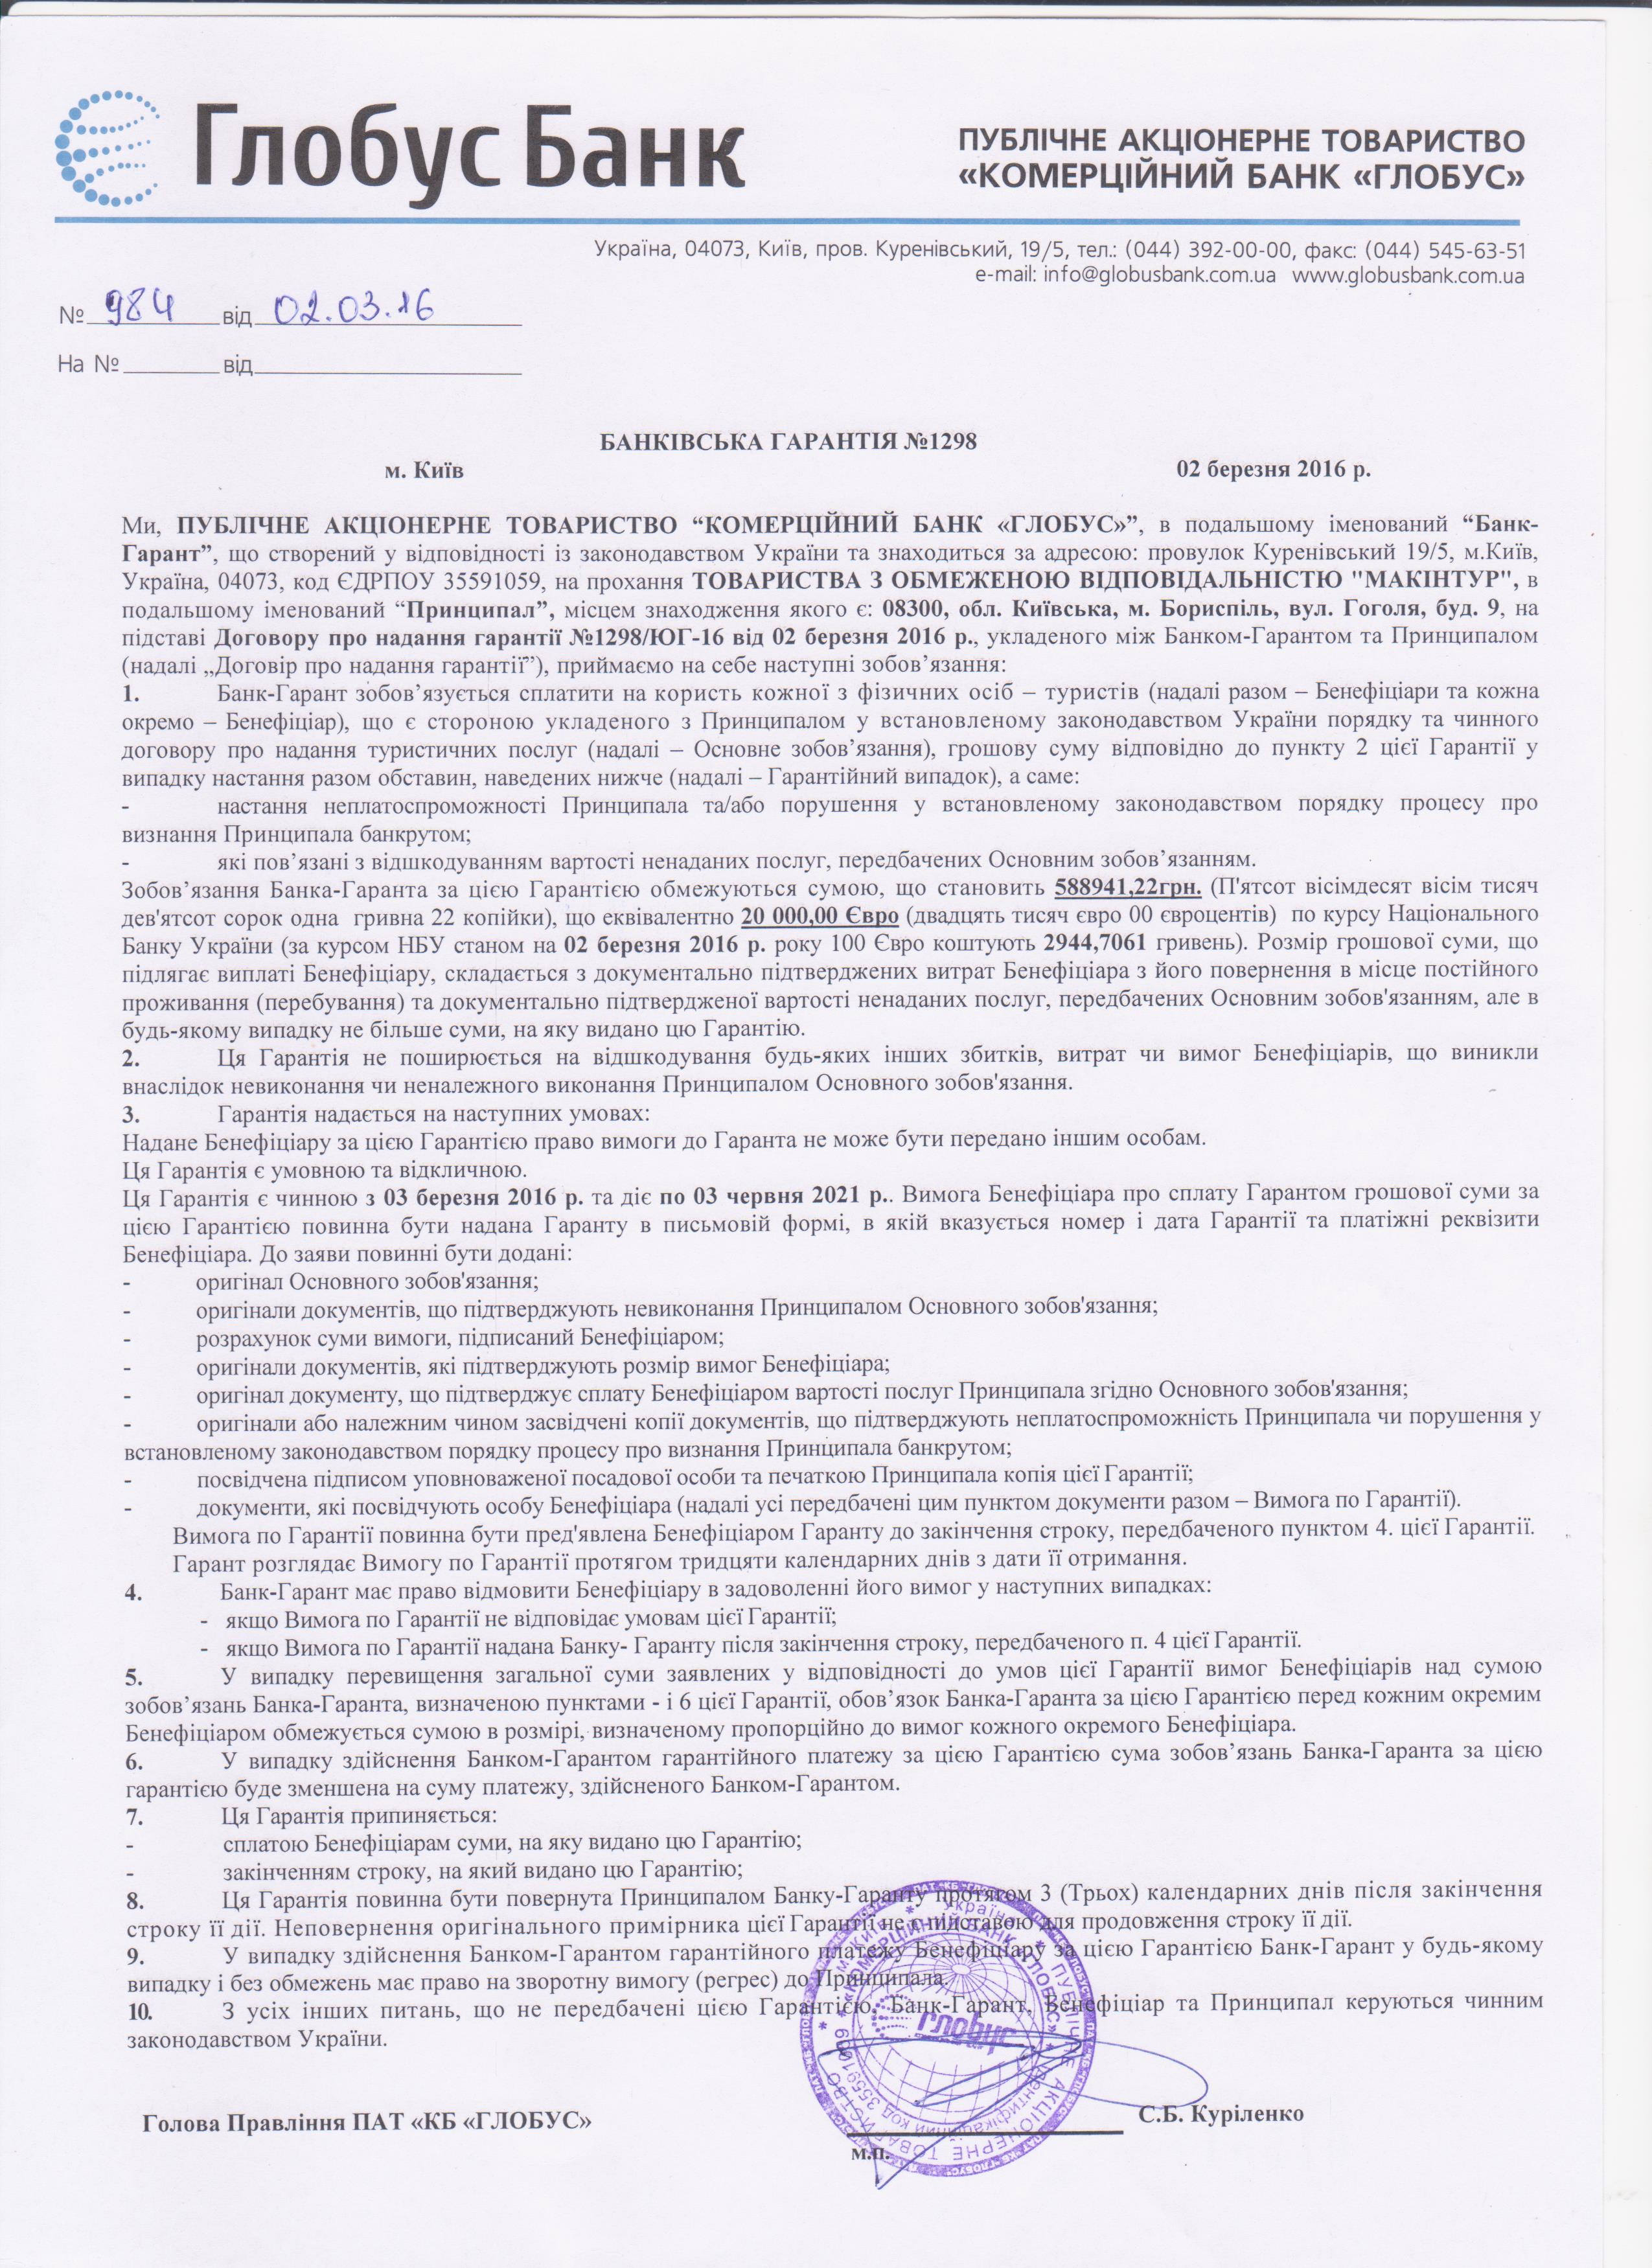 Глобус Банк
ПУБЛІЧНЕ АКЦІОНЕРНЕ ТОВАРИСТВО
«КОМЕРЦІЙНИЙ БАНК «ГЛОБУС»
Україна, 04073, Київ, пров. Куренівський, 19/5, тел.: (044) 392-00-00, факс: (044) 545-63-51
e-mail: info@globusbank.com.ua www.globusbank.com.ua
№ 984 від 02.03.16
На № від
БАНКІВСЬКА ГАРАНТІЯ №1298
м. Київ 02 березня 2016 р.
Ми, ПУБЛІЧНЕ АКЦІОНЕРНЕ ТОВАРИСТВО “КОМЕРЦІЙНИЙ БАНК «ГЛОБУС»”, в подальшому іменований “Банк-
Гарант”, що створений у відповідності із законодавством України та знаходиться за адресою: провулок Куренівський 19/5, м.Київ,
Україна, 04073, код ЄДРПОУ 35591059, на прохання ТОВАРИСТВА З ОБМЕЖЕНОЮ ВІДПОВІДАЛЬНІСТЮ "МАКІНТУР", в
подальшому іменований “Принципал”, місцем знаходження якого є: 08300, обл. Київська, м. Бориспіль, вул. Гоголя, буд. 9, на
підставі Договору про надання гарантії №1298/ЮГ-16 від 02 березня 2016 р., укладеного між Банком-Гарантом та Принципалом
(надалі „Договір про надання гарантії”), приймаємо на себе наступні зобов’язання:
1. Банк-Гарант зобов’язується сплатити на користь кожної з фізичних осіб – туристів (надалі разом – Бенефіціари та кожна
окремо – Бенефіціар), що є стороною укладеного з Принципалом у встановленому законодавством України порядку та чинного
договору про надання туристичних послуг (надалі – Основне зобов’язання), грошову суму відповідно до пункту 2 цієї Гарантії у
випадку настання разом обставин, наведених нижче (надалі – Гарантійний випадок), а саме:
- настання неплатоспроможності Принципала та/або порушення у встановленому законодавством порядку процесу про
визнання Принципала банкрутом;
- які пов’язані з відшкодуванням вартості ненаданих послуг, передбачених Основним зобов’язанням.
Зобов’язання Банка-Гаранта за цією Гарантією обмежуються сумою, що становить 588941,22грн. (П'ятсот вісімдесят вісім тисяч
дев'ятсот сорок одна гривна 22 копійки), що еквівалентно 20 000,00 Євро (двадцять тисяч євро 00 євроцентів) по курсу Національного
Банку України (за курсом НБУ станом на 02 березня 2016 р. року 100 Євро коштують 2944,7061 гривень). Розмір грошової суми, що
підлягає виплаті Бенефіціару, складається з документально підтверджених витрат Бенефіціара з його повернення в місце постійного
проживання (перебування) та документально підтвердженої вартості ненаданих послуг, передбачених Основним зобов'язанням, але в
будь-якому випадку не більше суми, на яку видано цю Гарантію.
2. Ця Гарантія не поширюється на відшкодування будь-яких інших збитків, витрат чи вимог Бенефіціарів, що виникли
внаслідок невиконання чи неналежного виконання Принципалом Основного зобов'язання.
3. Гарантія надається на наступних умовах:
Надане Бенефіціару за цією Гарантією право вимоги до Гаранта не може бути передано іншим особам.
Ця Гарантія є умовною та відкличною.
Ця Гарантія є чинною з 03 березня 2016 р. та діє по 03 червня 2021 р.. Вимога Бенефіціара про сплату Гарантом грошової суми за
цією Гарантією повинна бути надана Гаранту в письмовій формі, в якій вказується номер і дата Гарантії та платіжні реквізити
Бенефіціара. До заяви повинні бути додані:
- оригінал Основного зобов'язання;
- оригінали документів, що підтверджують невиконання Принципалом Основного зобов'язання;
- розрахунок суми вимоги, підписаний Бенефіціаром;
- оригінали документів, які підтверджують розмір вимог Бенефіціара;
- оригінал документу, що підтверджує сплату Бенефіціаром вартості послуг Принципала згідно Основного зобов'язання;
- оригінали або належним чином засвідчені копії документів, що підтверджують неплатоспроможність Принципала чи порушення у
встановленому законодавством порядку процесу про визнання Принципала банкрутом;
- посвідчена підписом уповноваженої посадової особи та печаткою Принципала копія цієї Гарантії;
- документи, які посвідчують особу Бенефіціара (надалі усі передбачені цим пунктом документи разом – Вимога по Гарантії).
Вимога по Гарантії повинна бути пред'явлена Бенефіціаром Гаранту до закінчення строку, передбаченого пунктом 4. цієї Гарантії.
Гарант розглядає Вимогу по Гарантії протягом тридцяти календарних днів з дати її отримання.
4. Банк-Гарант має право відмовити Бенефіціару в задоволенні його вимог у наступних випадках:
- якщо Вимога по Гарантії не відповідає умовам цієї Гарантії;
- якщо Вимога по Гарантії надана Банку- Гаранту після закінчення строку, передбаченого п. 4 цієї Гарантії.
5. У випадку перевищення загальної суми заявлених у відповідності до умов цієї Гарантії вимог Бенефіціарів над сумою
зобов’язань Банка-Гаранта, визначеною пунктами - і 6 цієї Гарантії, обов’язок Банка-Гаранта за цією Гарантією перед кожним окремим
Бенефіціаром обмежується сумою в розмірі, визначеному пропорційно до вимог кожного окремого Бенефіціара.
6. У випадку здійснення Банком-Гарантом гарантійного платежу за цією Гарантією сума зобов’язань Банка-Гаранта за цією
гарантією буде зменшена на суму платежу, здійсненого Банком-Гарантом.
7. Ця Гарантія припиняється:
- сплатою Бенефіціарам суми, на яку видано цю Гарантію;
- закінченням строку, на який видано цю Гарантію;
8. Ця Гарантія повинна бути повернута Принципалом Банку-Гаранту протягом 3 (Трьох) календарних днів після закінчення
строку її дії. Неповернення оригінального примірника цієї Гарантії не є підставою для продовження строку її дії.
9. У випадку здійснення Банком-Гарантом гарантійного платежу Бенефіціару за цією Гарантією Банк-Гарант у будь-якому
випадку і без обмежень має право на зворотну вимогу (регрес) до Принципала.
10. З усіх інших питань, що не передбачені цією Гарантією, Банк-Гарант, Бенефіціар та Принципал керуються чинним
законодавством України.
Голова Правління ПАТ «КБ «ГЛОБУС» С.Б. Куріленко
м.п.
* ПУБЛІЧНЕ АКЦІОНЕРНЕ ТОВАРИСТВО *
м. Київ * Україна
«КОМЕРЦІЙНИЙ БАНК «ГЛОБУС»
ідентифікаційний код 35591059
глобус